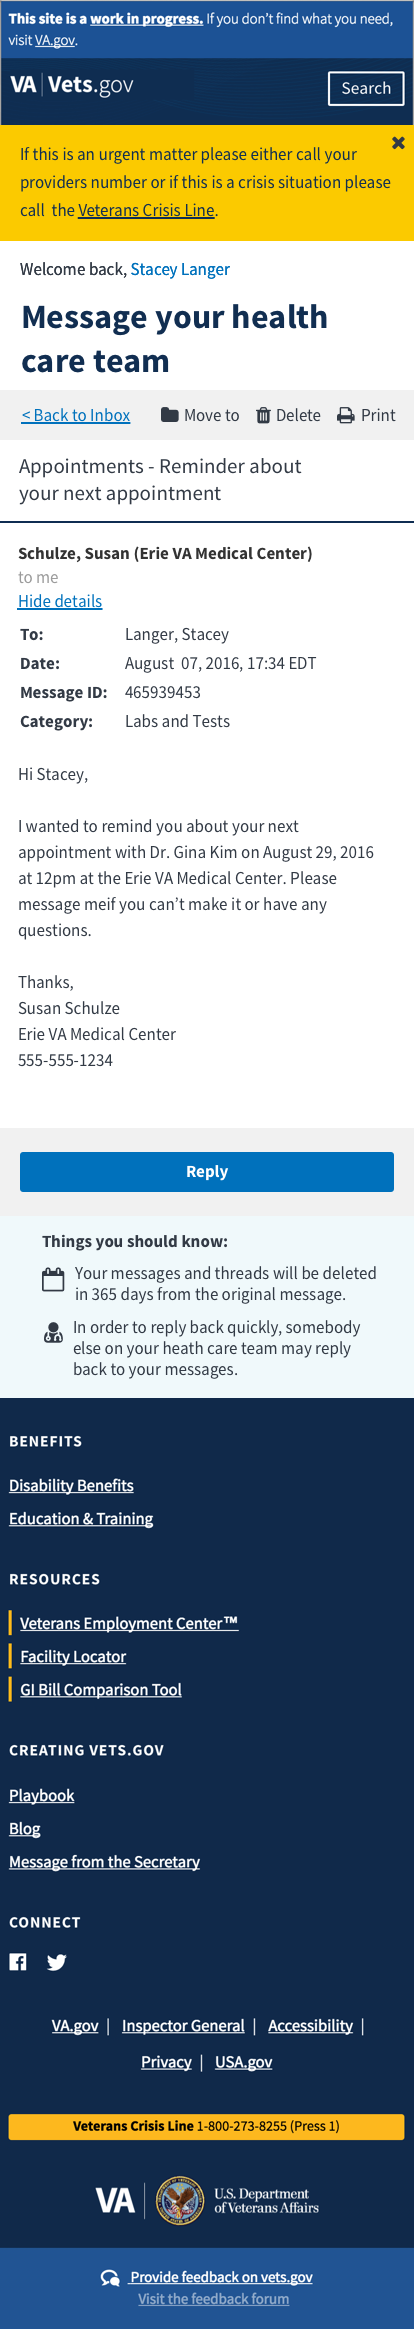 This site is a work in progress. If you don't find what you need,
visit VA.gov.
VA | Vets.gov
Search
If this is an urgent matter please either call your
providers number or if this is a crisis situation please
call the Veterans Crisis Line.
Welcome back, Stacey Langer
Message your health
care team
< Back to Inbox Move to Delete Print
Appointments - Reminder about
your next appointment
Schulze, Susan (Erie VA Medical Center)
to me
Hide details
To: Langer, Stacey
Date: August 07, 2016, 17:34 EDT
Message ID: 465939453
Category: Labs and Tests
Hi Stacey,
I wanted to remind you about your next
appointment with Dr. Gina Kim on August 29, 2016
at 12pm at the Erie VA Medical Center. Please
message meif you can't make it or have any
questions.
Thanks,
Susan Schulze
Erie VA Medical Center
555-555-1234
Reply
Things you should know:
Your messages and threads will be deleted
in 365 days from the original message.
In order to reply back quickly, somebody
else on your heath care team may reply
back to your messages.
BENEFITS
Disability Benefits
Education & Training
RESOURCES
Veterans Employment Center™
Facility Locator
GI Bill Comparison Tool
CREATING VETS.GOV
Playbook
Blog
Message from the Secretary
CONNECT
VA.gov | Inspector General | Accessibility |
Privacy | USA.gov
Veterans Crisis Line 1-800-273-8255 (Press 1)
VA | U.S. Department
of Veterans Affairs
Provide feedback on vets.gov
Visit the feedback forum